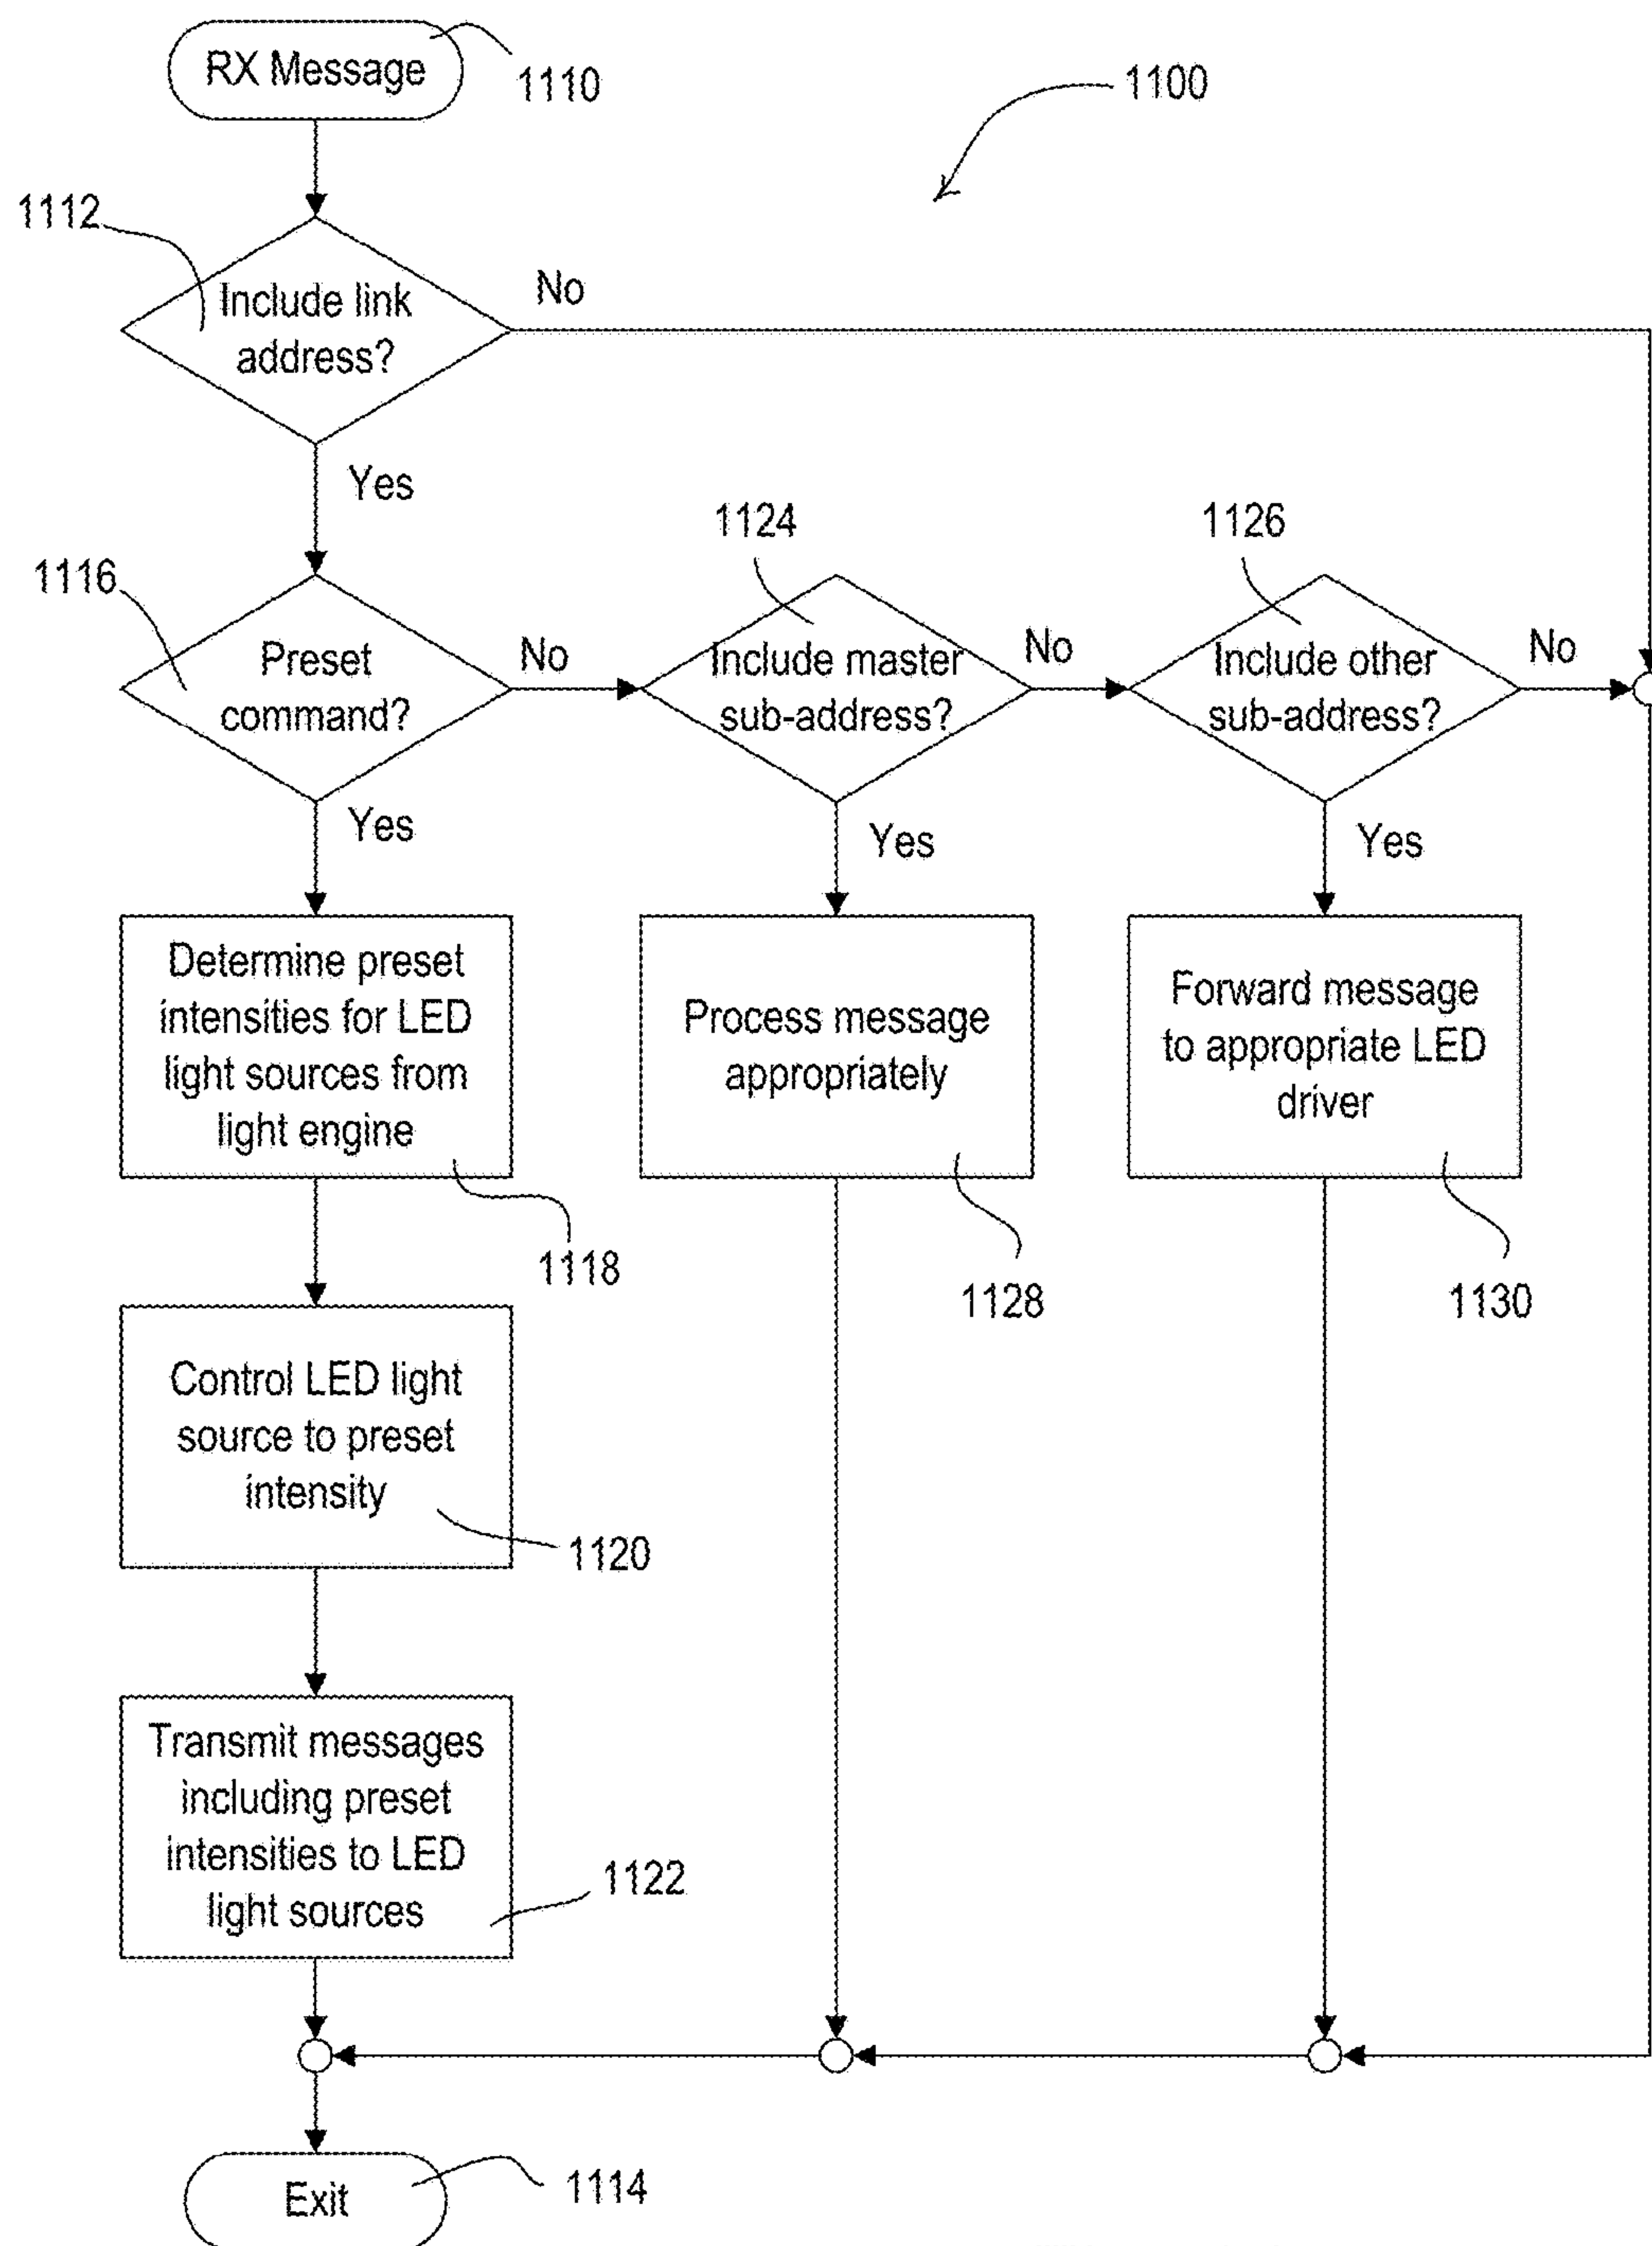 RX Message
1110
1100
1112
Include link
address?
No
Yes
1116
Preset
command?
No
1124
Include master
sub-address?
No
1126
Include other
sub-address?
No
Yes
Yes
Yes
Determine preset
intensities for LED
light sources from
light engine
1118
Process message
appropriately
1128
Forward message
to appropriate LED
driver
1130
Control LED light
source to preset
intensity
1120
Transmit messages
including preset
intensities to LED
light sources
1122
Exit
1114